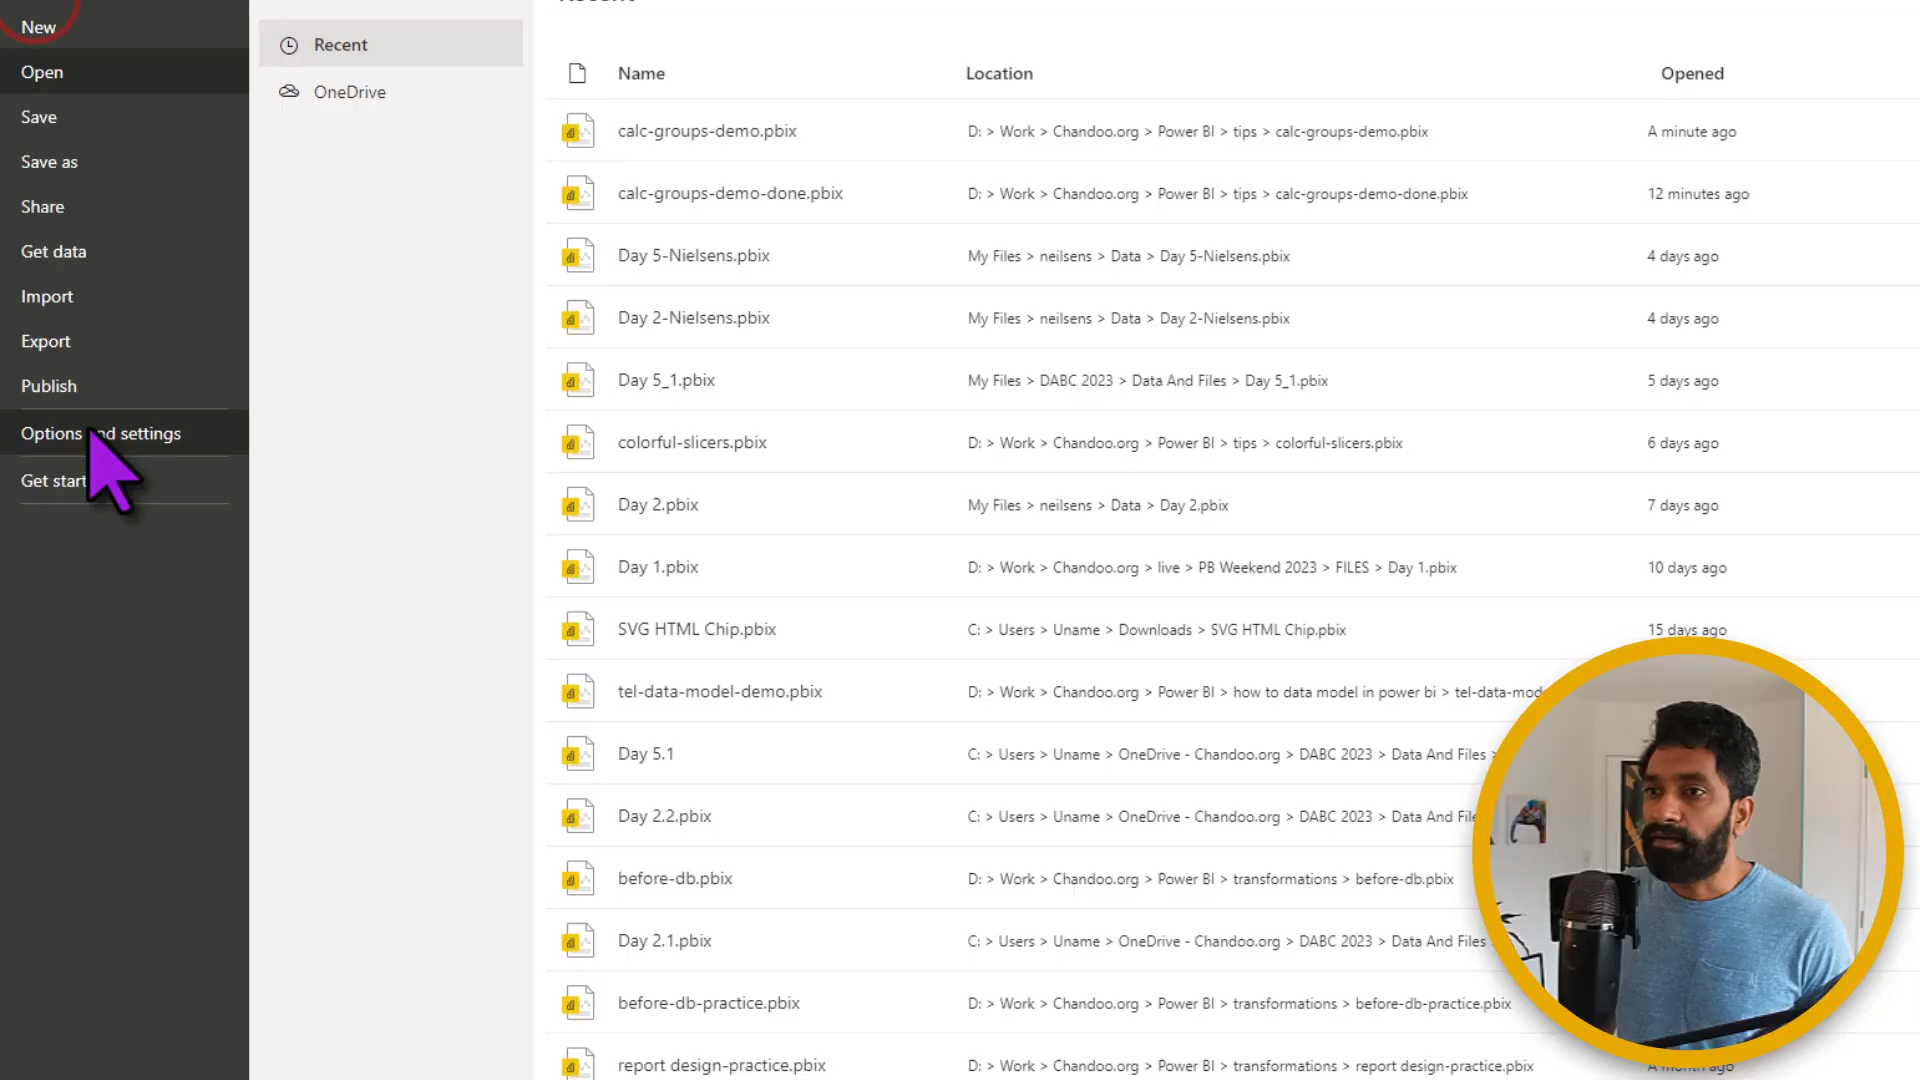 New
Open
Save
Save as
Share
Get data
Import
Export
Publish
Options and settings
Get start
Recent
OneDrive
Name Location Opened
calc-groups-demo.pbix D: > Work > Chandoo.org > Power BI > tips > calc-groups-demo.pbix A minute ago
calc-groups-demo-done.pbix D: > Work > Chandoo.org > Power BI > tips > calc-groups-demo-done.pbix 12 minutes ago
Day 5-Nielsens.pbix My Files > neilsens > Data > Day 5-Nielsens.pbix 4 days ago
Day 2-Nielsens.pbix My Files > neilsens > Data > Day 2-Nielsens.pbix 4 days ago
Day 5_1.pbix My Files > DABC 2023 > Data And Files > Day 5_1.pbix 5 days ago
colorful-slicers.pbix D: > Work > Chandoo.org > Power BI > tips > colorful-slicers.pbix 6 days ago
Day 2.pbix My Files > neilsens > Data > Day 2.pbix 7 days ago
Day 1.pbix D: > Work > Chandoo.org > live > PB Weekend 2023 > FILES > Day 1.pbix 10 days ago
SVG HTML Chip.pbix C: > Users > Uname > Downloads > SVG HTML Chip.pbix 15 days ago
tel-data-model-demo.pbix D: > Work > Chandoo.org > Power BI > how to data model in power bi > tel-data-mod
Day 5.1 C: > Users > Uname > OneDrive - Chandoo.org > DABC 2023 > Data And Files >
Day 2.2.pbix C: > Users > Uname > OneDrive - Chandoo.org > DABC 2023 > Data And File
before-db.pbix D: > Work > Chandoo.org > Power BI > transformations > before-db.pbix
Day 2.1.pbix C: > Users > Uname > OneDrive - Chandoo.org > DABC 2023 > Data And Files
before-db-practice.pbix D: > Work > Chandoo.org > Power BI > transformations > before-db-practice.pbix
report design-practice.pbix D: > Work > Chandoo.org > Power BI > transformations > report design-practice.pbix A month ago